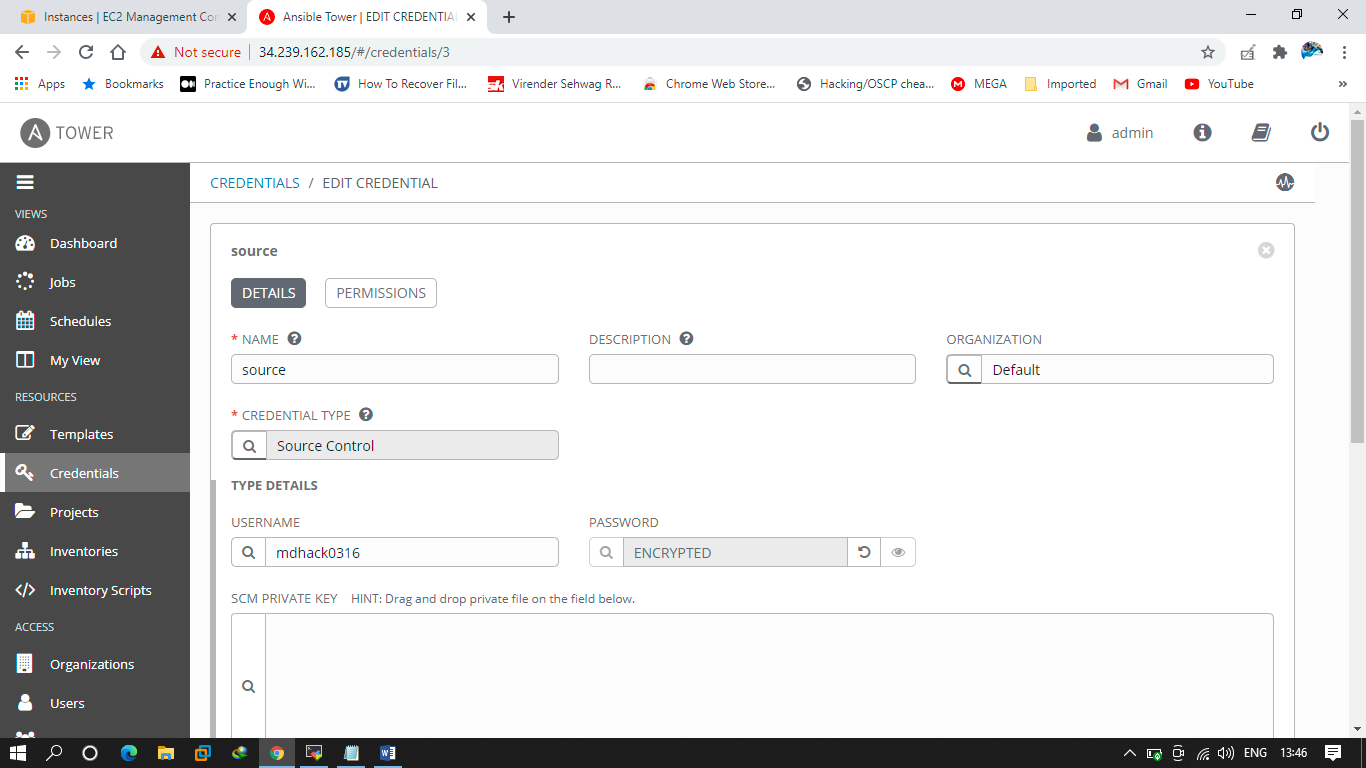 Instances | EC2 Management Con
Ansible Tower | EDIT CREDENTIAL
Not secure
34.239.162.185/#/credentials/3
Apps Bookmarks Practice Enough Wi... How To Recover Fil... Virender Sehwag R... Chrome Web Store... Hacking/OSCP chea... MEGA Imported Gmail YouTube »
A TOWER
admin
VIEWS
Dashboard
Jobs
Schedules
My View
RESOURCES
Templates
Credentials
Projects
Inventories
Inventory Scripts
ACCESS
Organizations
Users
CREDENTIALS / EDIT CREDENTIAL
source
DETAILS PERMISSIONS
* NAME ? DESCRIPTION ? ORGANIZATION
source Default
* CREDENTIAL TYPE ?
Source Control
TYPE DETAILS
USERNAME PASSWORD
mdhack0316 ENCRYPTED
SCM PRIVATE KEY HINT: Drag and drop private file on the field below.
ENG 13:46